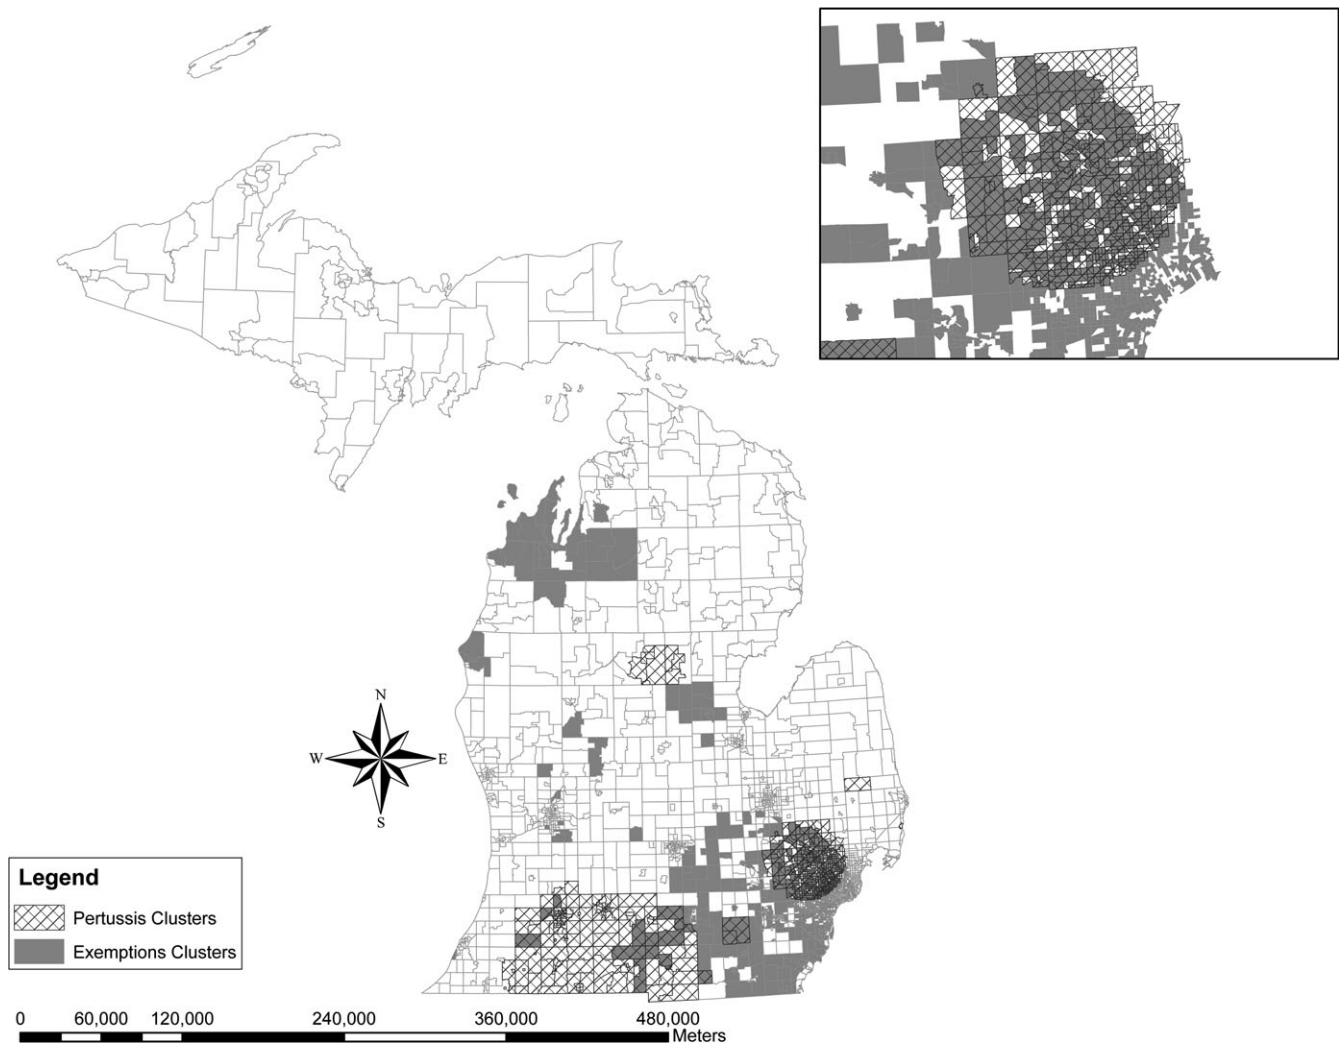 N
W E
S
Legend
Pertussis Clusters
Exemptions Clusters
0 60,000 120,000 240,000 360,000 480,000
Meters